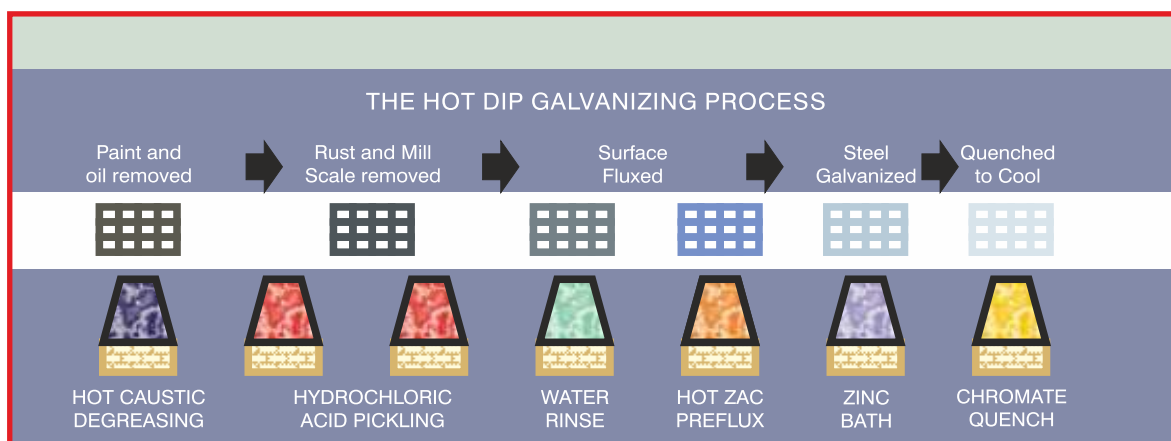 THE HOT DIP GALVANIZING PROCESS
Paint and
oil removed
Rust and Mill
Scale removed
Surface
Fluxed
Steel
Galvanized
Quenched
to Cool
HOT CAUSTIC
DEGREASING
HYDROCHLORIC
ACID PICKLING
WATER
RINSE
HOT ZAC
PREFLUX
ZINC
BATH
CHROMATE
QUENCH